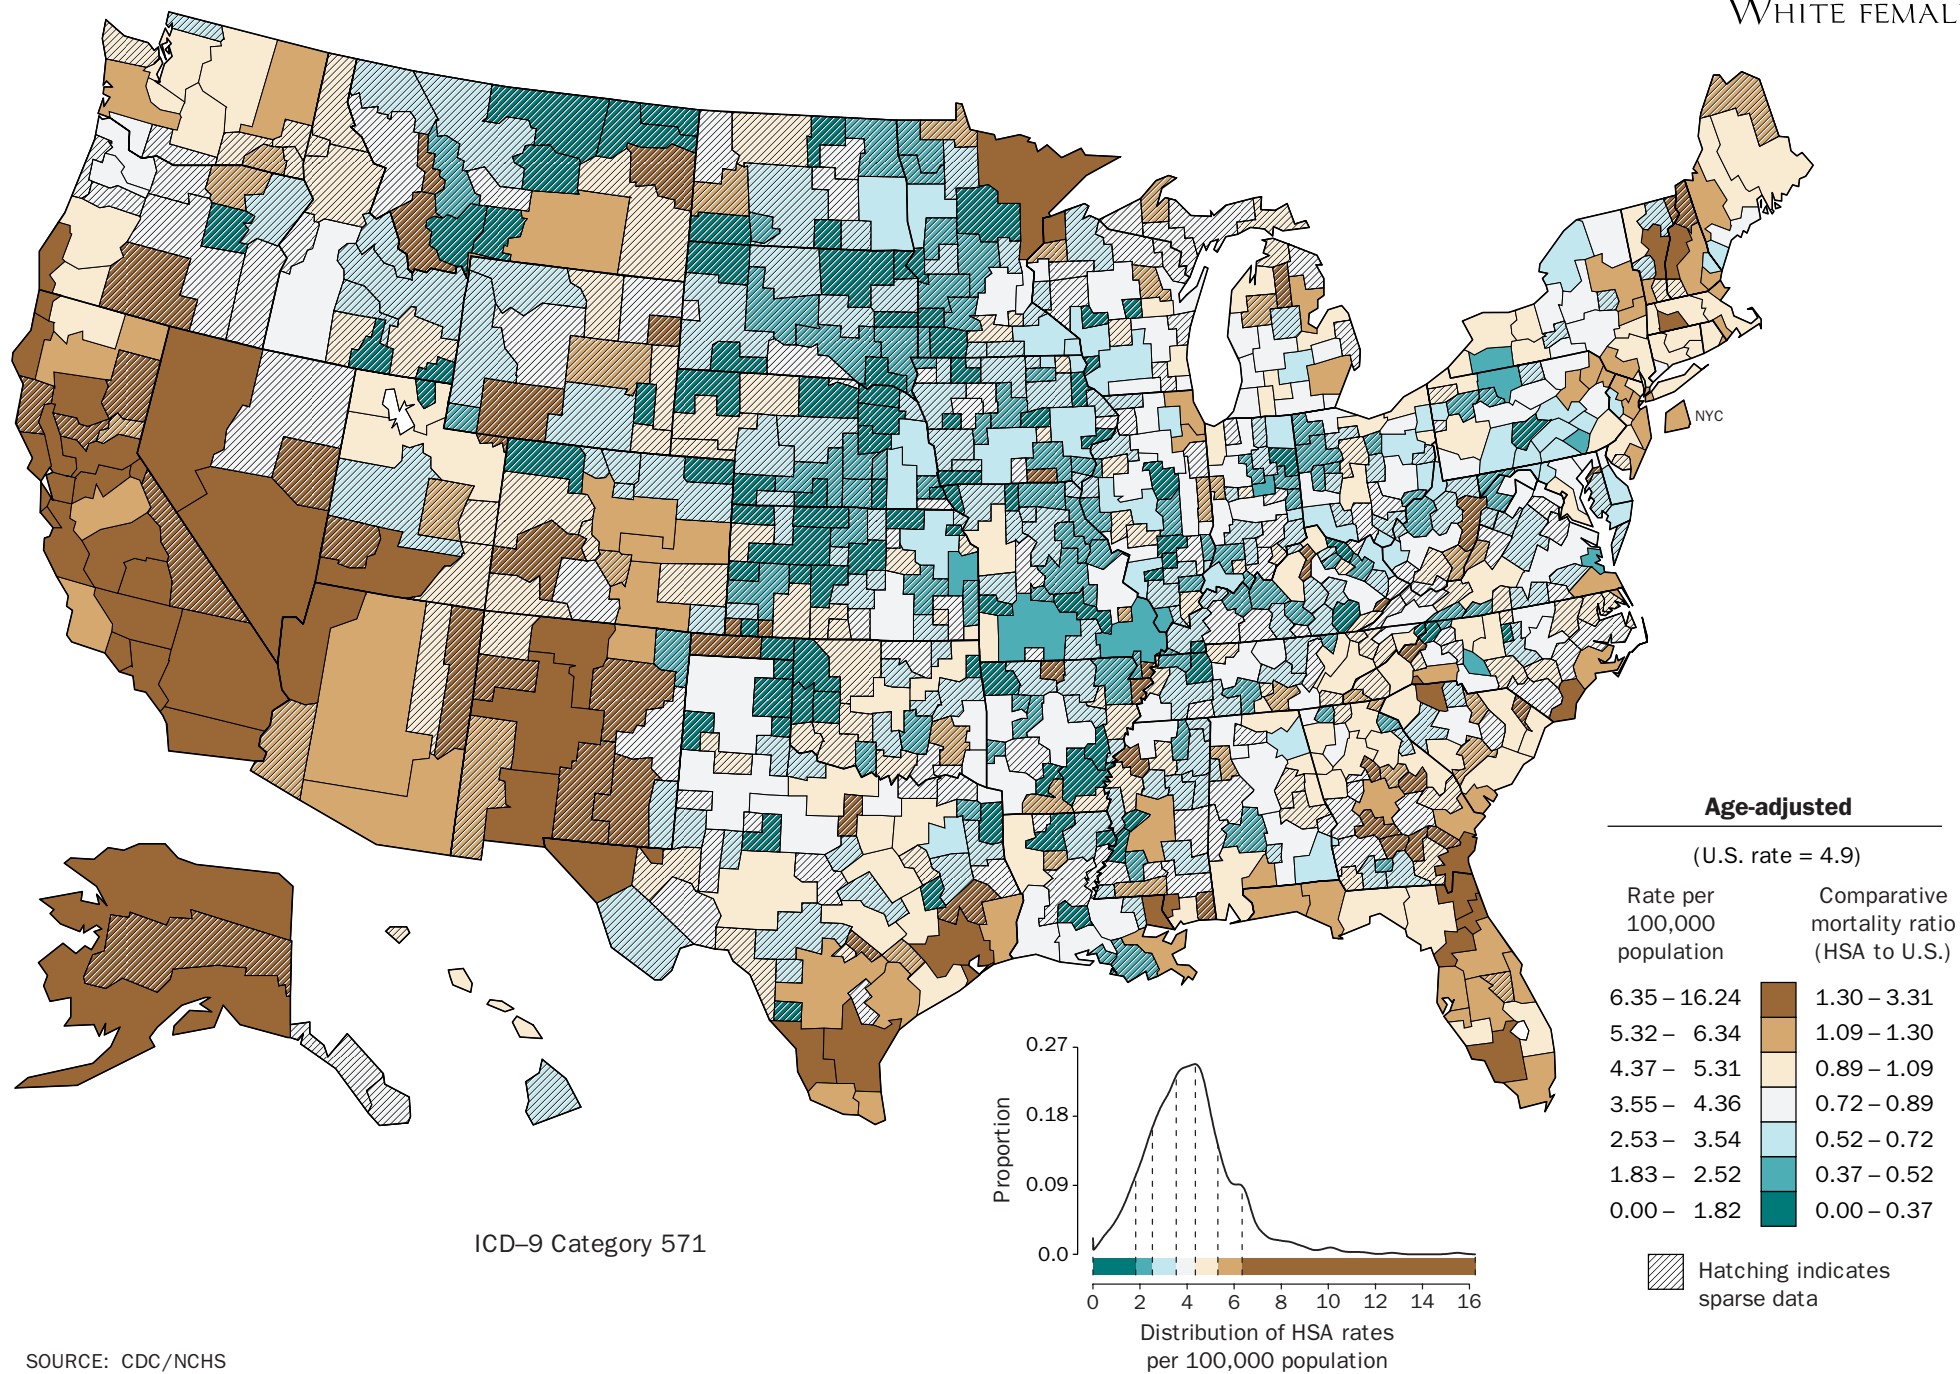 WHITE FEMAL
NYC
Age-adjusted
(U.S. rate = 4.9)
Rate per 100,000 population
Comparative mortality ratio (HSA to U.S.)
6.35 – 16.24 1.30 – 3.31
5.32 – 6.34 1.09 – 1.30
4.37 – 5.31 0.89 – 1.09
3.55 – 4.36 0.72 – 0.89
2.53 – 3.54 0.52 – 0.72
1.83 – 2.52 0.37 – 0.52
0.00 – 1.82 0.00 – 0.37
Hatching indicates
sparse data
0.27
0.18
0.09
0.0
Proportion
0 2 4 6 8 10 12 14 16
Distribution of HSA rates
per 100,000 population
ICD–9 Category 571
SOURCE: CDC/NCHS